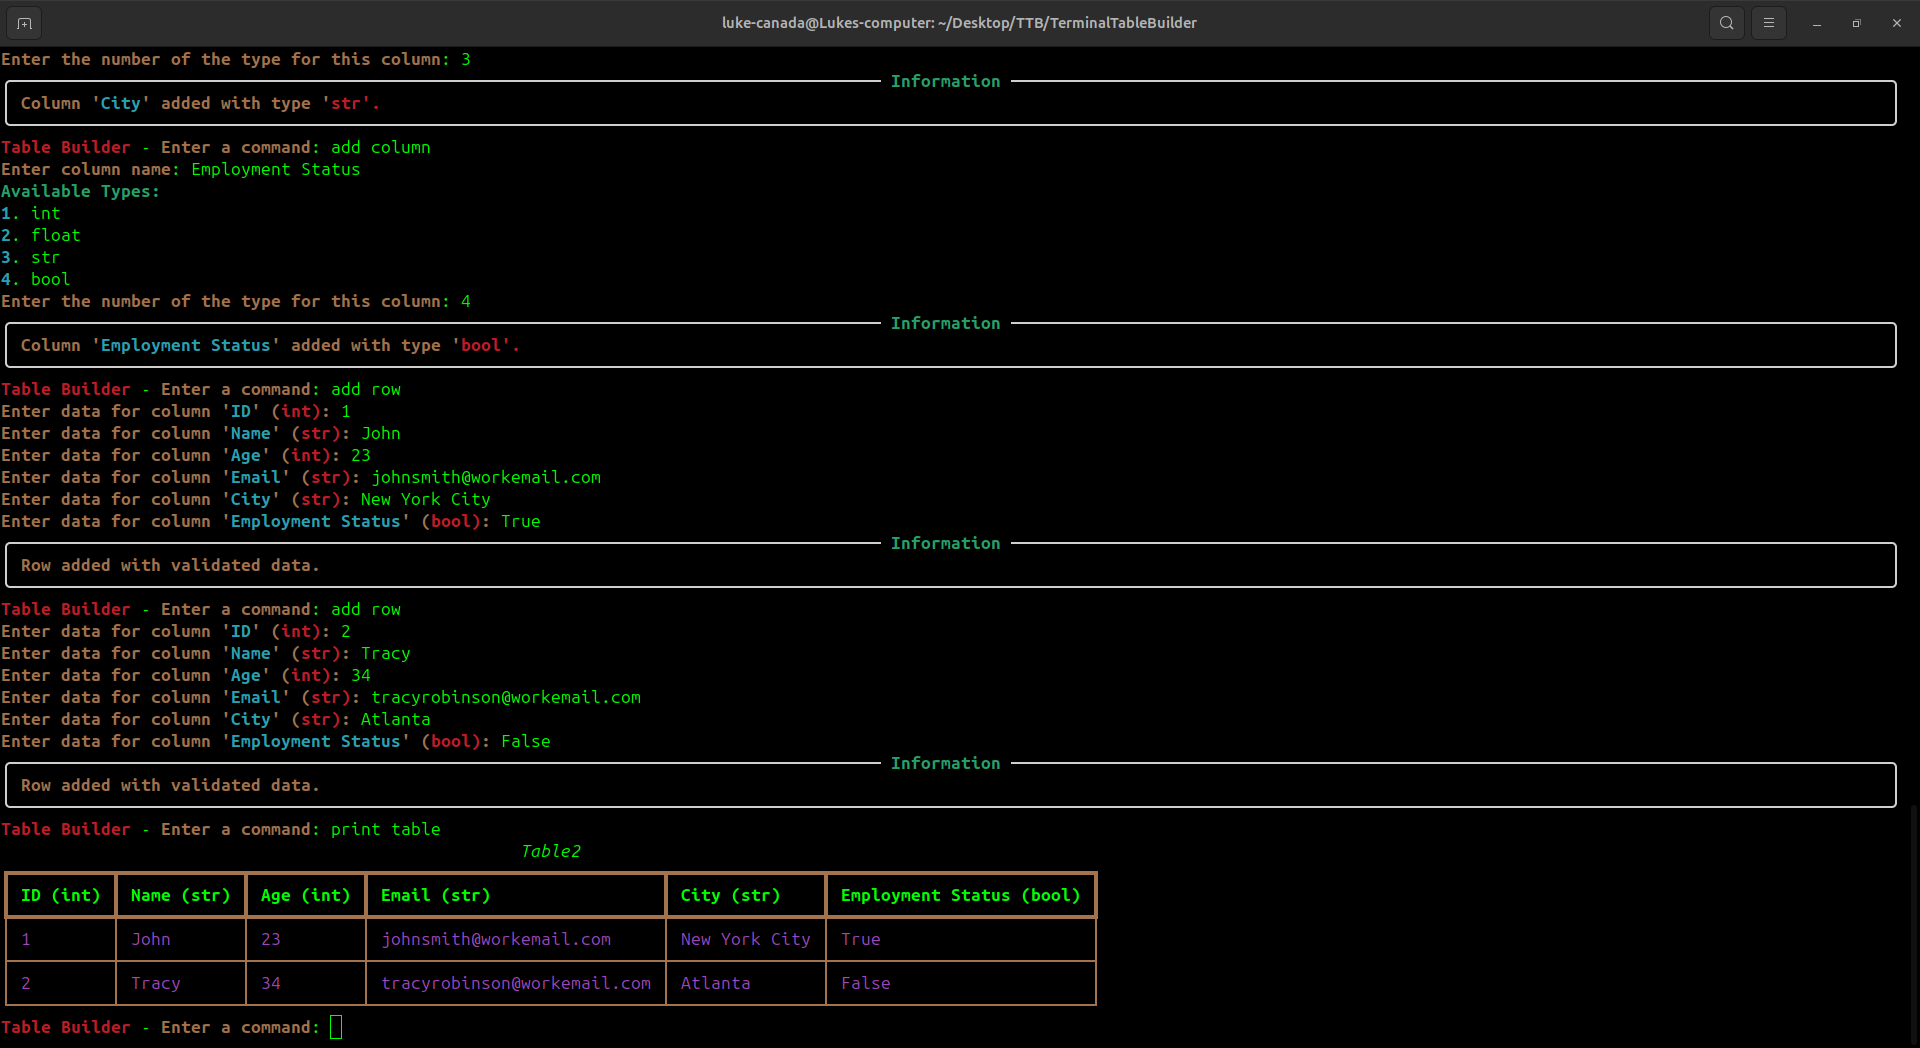 luke-canada@Lukes-computer: ~/Desktop/TTB/TerminalTableBuilder
Enter the number of the type for this column: 3
Information
Column 'City' added with type 'str'.
Table Builder - Enter a command: add column
Enter column name: Employment Status
Available Types:
1. int
2. float
3. str
4. bool
Enter the number of the type for this column: 4
Information
Column 'Employment Status' added with type 'bool'.
Table Builder - Enter a command: add row
Enter data for column 'ID' (int): 1
Enter data for column 'Name' (str): John
Enter data for column 'Age' (int): 23
Enter data for column 'Email' (str): johnsmith@workemail.com
Enter data for column 'City' (str): New York City
Enter data for column 'Employment Status' (bool): True
Information
Row added with validated data.
Table Builder - Enter a command: add row
Enter data for column 'ID' (int): 2
Enter data for column 'Name' (str): Tracy
Enter data for column 'Age' (int): 34
Enter data for column 'Email' (str): tracyrobinson@workemail.com
Enter data for column 'City' (str): Atlanta
Enter data for column 'Employment Status' (bool): False
Information
Row added with validated data.
Table Builder - Enter a command: print table
Table2
ID (int) Name (str) Age (int) Email (str) City (str) Employment Status (bool)
1 John 23 johnsmith@workemail.com New York City True
2 Tracy 34 tracyrobinson@workemail.com Atlanta False
Table Builder - Enter a command: